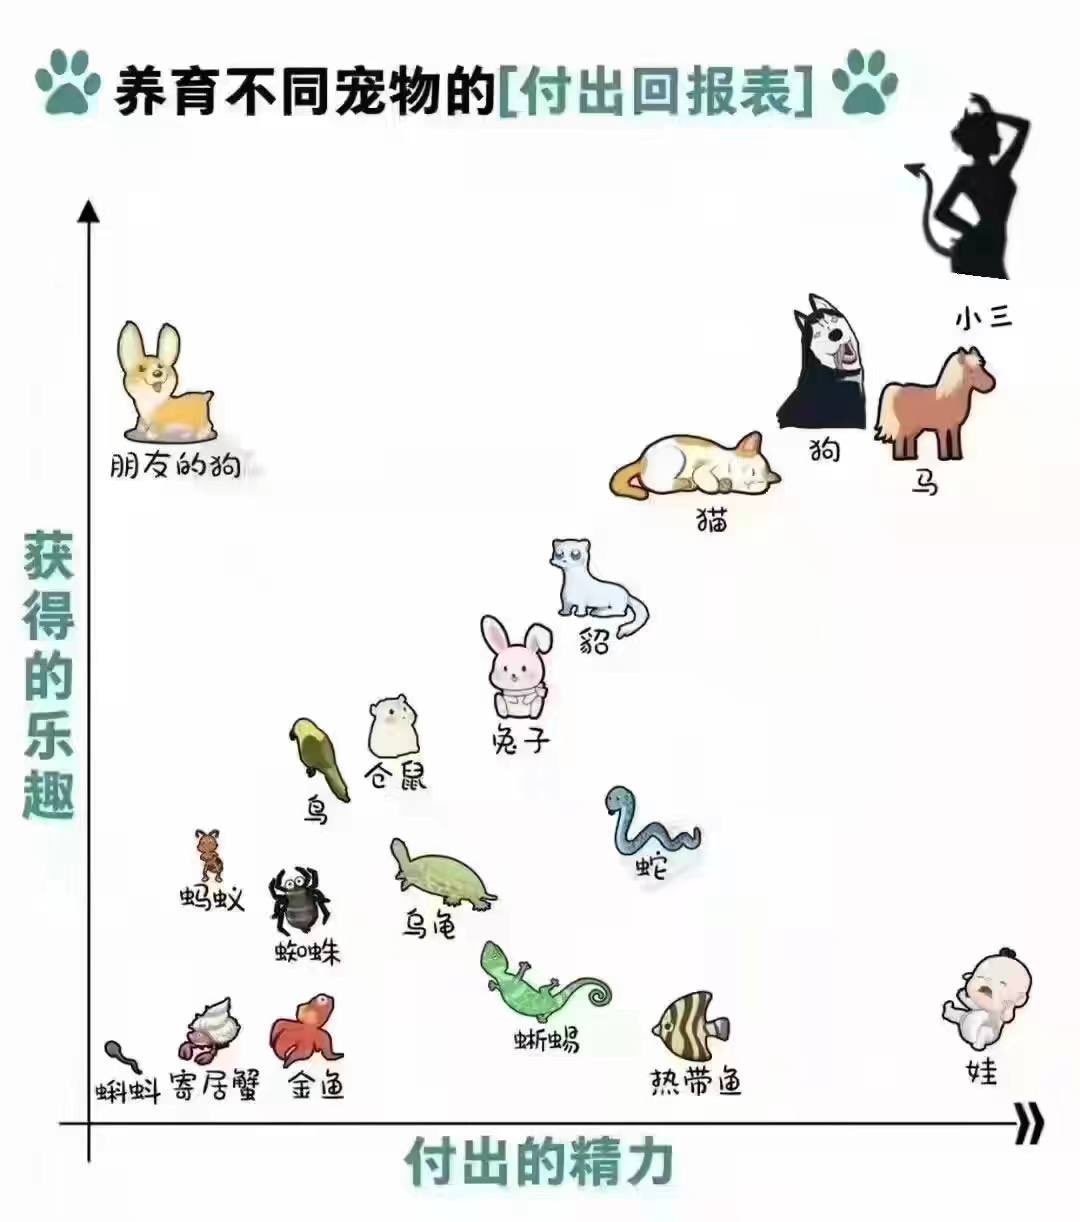 养育不同宠物的[付出回报表]
小三
朋友的狗
狗
马
猫
获得的乐趣
貂
兔子
仓鼠
鸟
蛇
蚂蚁
乌龟
蜘蛛
蜥蜴
娃
蝌蚪
寄居蟹
金鱼
热带鱼
付出的精力